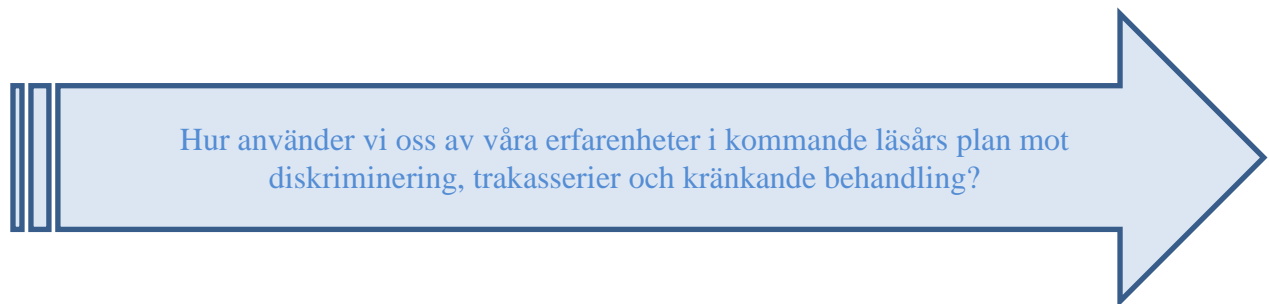 Hur använder vi oss av våra erfarenheter i kommande läsårs plan mot
diskriminering, trakasserier och kränkande behandling?